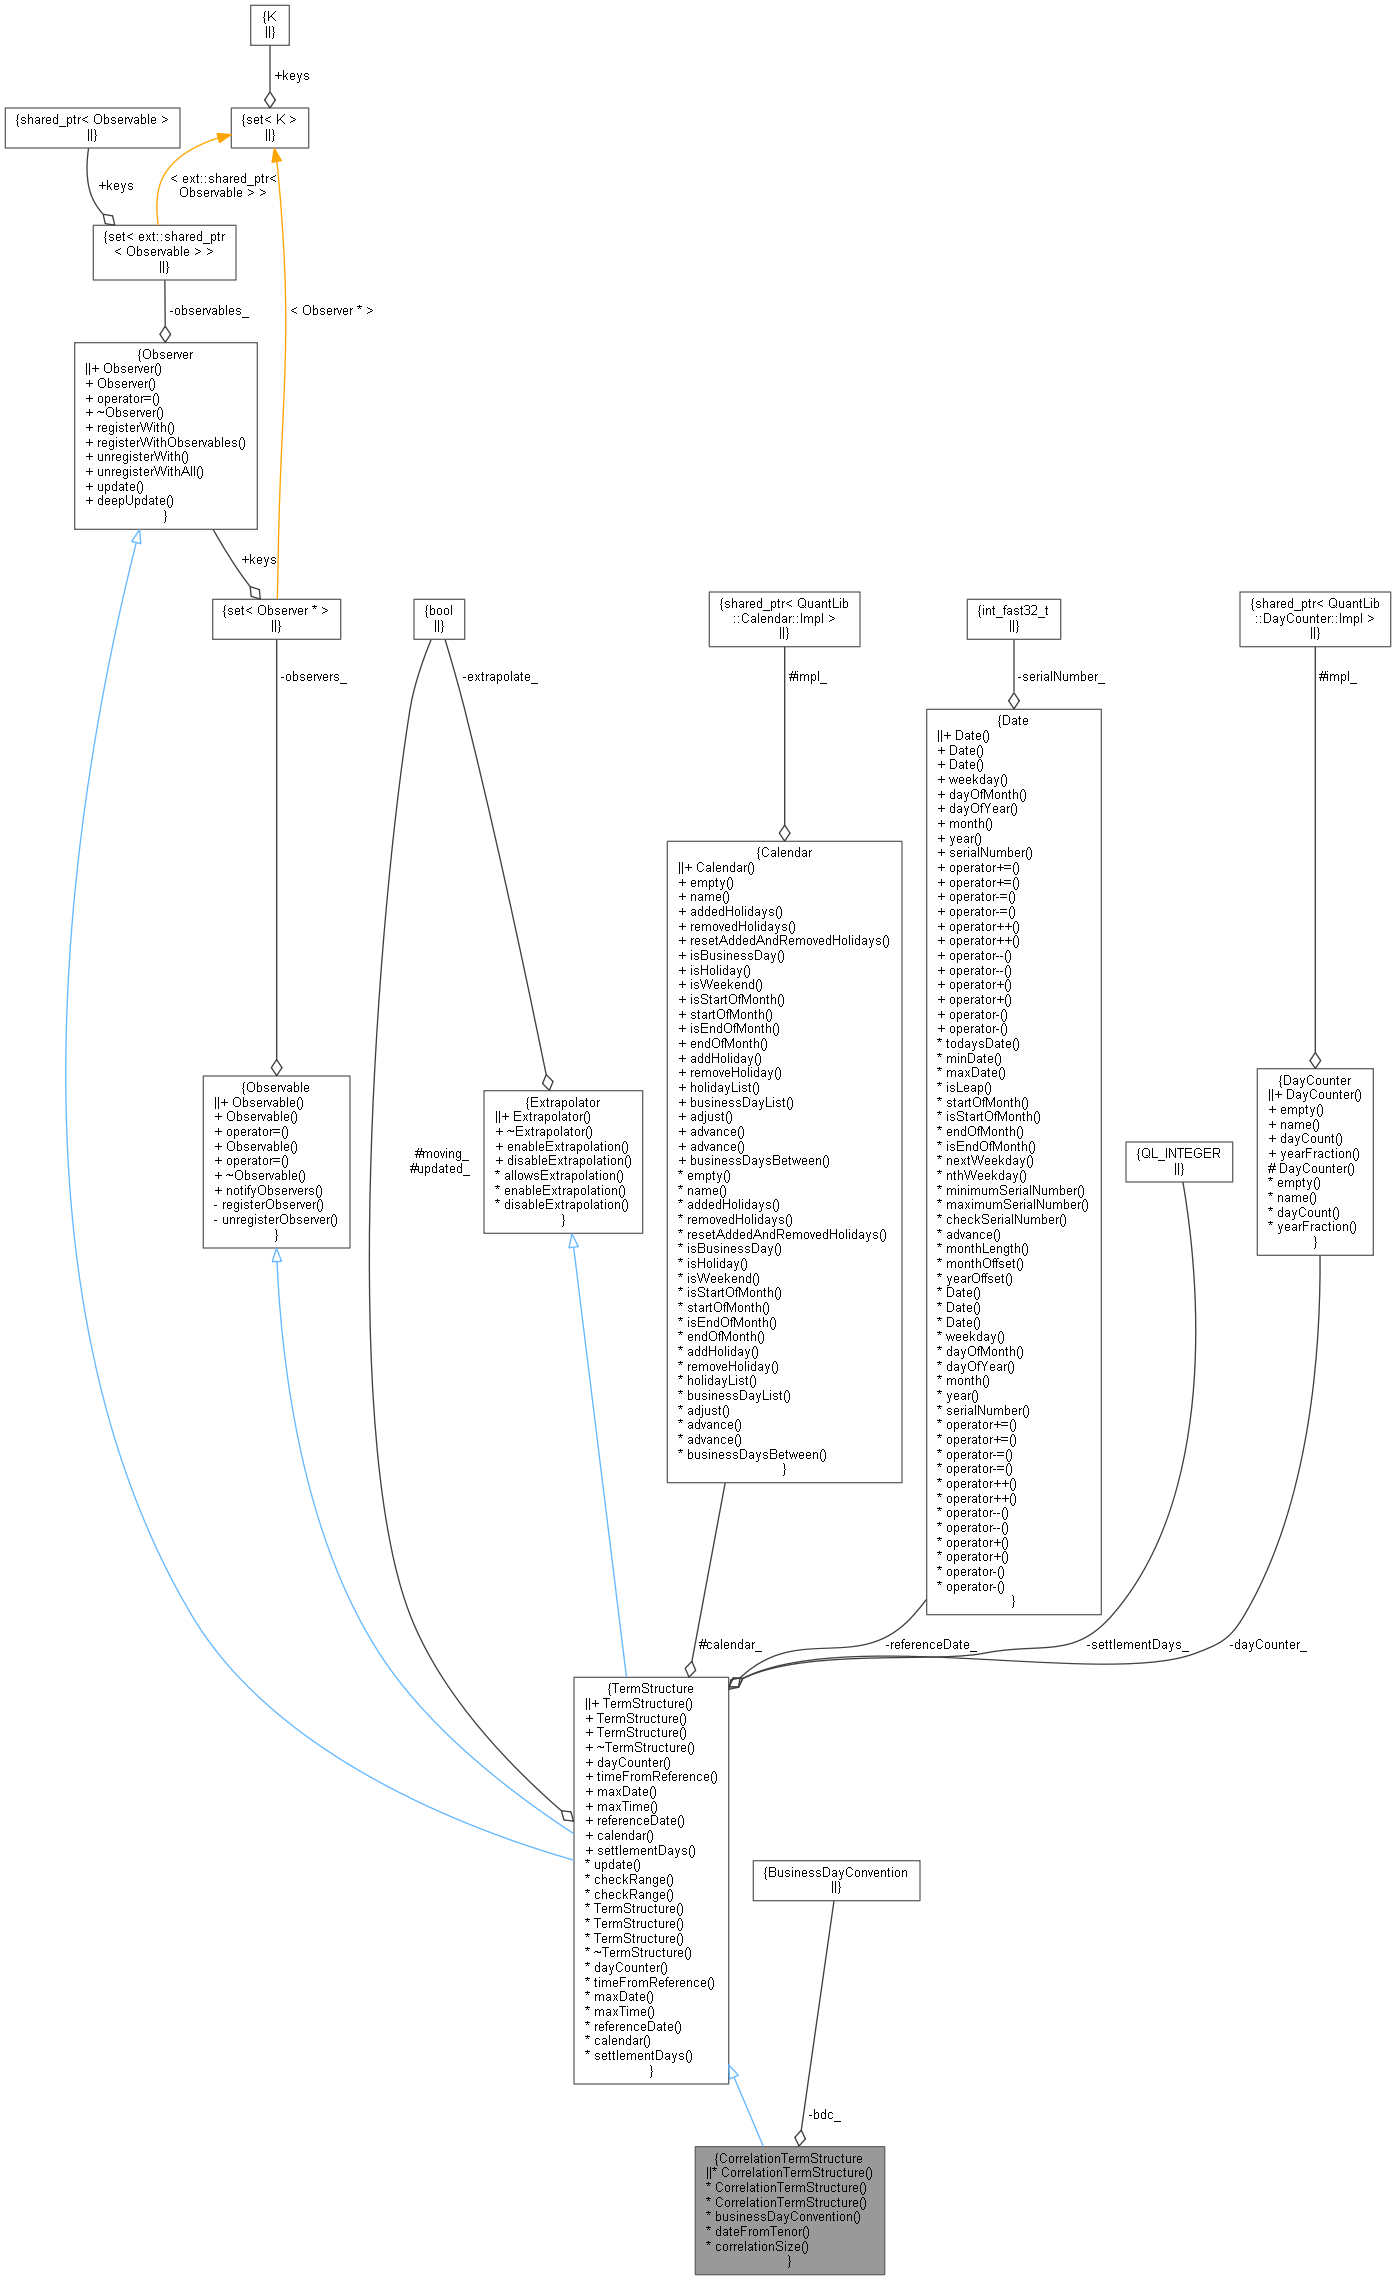 {K
||}
+keys
{shared_ptr< Observable >
||}
{set< K >
||}
+keys
< ext::shared_ptr<
Observable > >
{set< ext::shared_ptr
< Observable > >
||}
-observables_
< Observer * >
{Observer
||+ Observer()
+ Observer()
+ operator=()
+ ~Observer()
+ registerWith()
+ registerWithObservables()
+ unregisterWith()
+ unregisterWithAll()
+ update()
+ deepUpdate()
}
+keys
{set< Observer * >
||}
{bool
||}
{shared_ptr< QuantLib
::Calendar::Impl >
||}
{int_fast32_t
||}
{shared_ptr< QuantLib
::DayCounter::Impl >
||}
-observers_
-extrapolate_
#impl_
-serialNumber_
#impl_
{Date
||+ Date()
+ Date()
+ Date()
+ weekday()
+ dayOfMonth()
+ dayOfYear()
+ month()
+ year()
+ serialNumber()
+ operator+=()
+ operator+=()
+ operator-=()
+ operator-=()
+ operator++()
+ operator++()
+ operator--()
+ operator--()
+ operator+()
+ operator+()
+ operator-()
+ operator-()
* todaysDate()
* minDate()
* maxDate()
* isLeap()
* startOfMonth()
* isStartOfMonth()
* endOfMonth()
* isEndOfMonth()
* nextWeekday()
* nthWeekday()
* minimumSerialNumber()
* maximumSerialNumber()
* checkSerialNumber()
* advance()
* monthLength()
* monthOffset()
* yearOffset()
* Date()
* Date()
* Date()
* weekday()
* dayOfMonth()
* dayOfYear()
* month()
* year()
* serialNumber()
* operator+=()
* operator+=()
* operator-=()
* operator-=()
* operator++()
* operator++()
* operator--()
* operator--()
* operator+()
* operator+()
* operator-()
* operator-()
}
{Calendar
||+ Calendar()
+ empty()
+ name()
+ addedHolidays()
+ removedHolidays()
+ resetAddedAndRemovedHolidays()
+ isBusinessDay()
+ isHoliday()
+ isWeekend()
+ isStartOfMonth()
+ startOfMonth()
+ isEndOfMonth()
+ endOfMonth()
+ addHoliday()
+ removeHoliday()
+ holidayList()
+ businessDayList()
+ adjust()
+ advance()
+ advance()
+ businessDaysBetween()
* empty()
* name()
* addedHolidays()
* removedHolidays()
* resetAddedAndRemovedHolidays()
* isBusinessDay()
* isHoliday()
* isWeekend()
* isStartOfMonth()
* startOfMonth()
* isEndOfMonth()
* endOfMonth()
* addHoliday()
* removeHoliday()
* holidayList()
* businessDayList()
* adjust()
* advance()
* advance()
* businessDaysBetween()
}
{Observable
||+ Observable()
+ Observable()
+ operator=()
+ Observable()
+ operator=()
+ ~Observable()
+ notifyObservers()
- registerObserver()
- unregisterObserver()
}
#moving_
#updated_
{Extrapolator
||+ Extrapolator()
+ ~Extrapolator()
+ enableExtrapolation()
+ disableExtrapolation()
* allowsExtrapolation()
* enableExtrapolation()
* disableExtrapolation()
}
{QL_INTEGER
||}
{DayCounter
||+ DayCounter()
+ empty()
+ name()
+ dayCount()
+ yearFraction()
# DayCounter()
* empty()
* name()
* dayCount()
* yearFraction()
}
#calendar_
-referenceDate_
-settlementDays_
-dayCounter_
{TermStructure
||+ TermStructure()
+ TermStructure()
+ TermStructure()
+ ~TermStructure()
+ dayCounter()
+ timeFromReference()
+ maxDate()
+ maxTime()
+ referenceDate()
+ calendar()
+ settlementDays()
* update()
* checkRange()
* checkRange()
* TermStructure()
* TermStructure()
* TermStructure()
* ~TermStructure()
* dayCounter()
* timeFromReference()
* maxDate()
* maxTime()
* referenceDate()
* calendar()
* settlementDays()
}
{BusinessDayConvention
||}
-bdc_
{CorrelationTermStructure
||* CorrelationTermStructure()
* CorrelationTermStructure()
* CorrelationTermStructure()
* businessDayConvention()
* dateFromTenor()
* correlationSize()
}